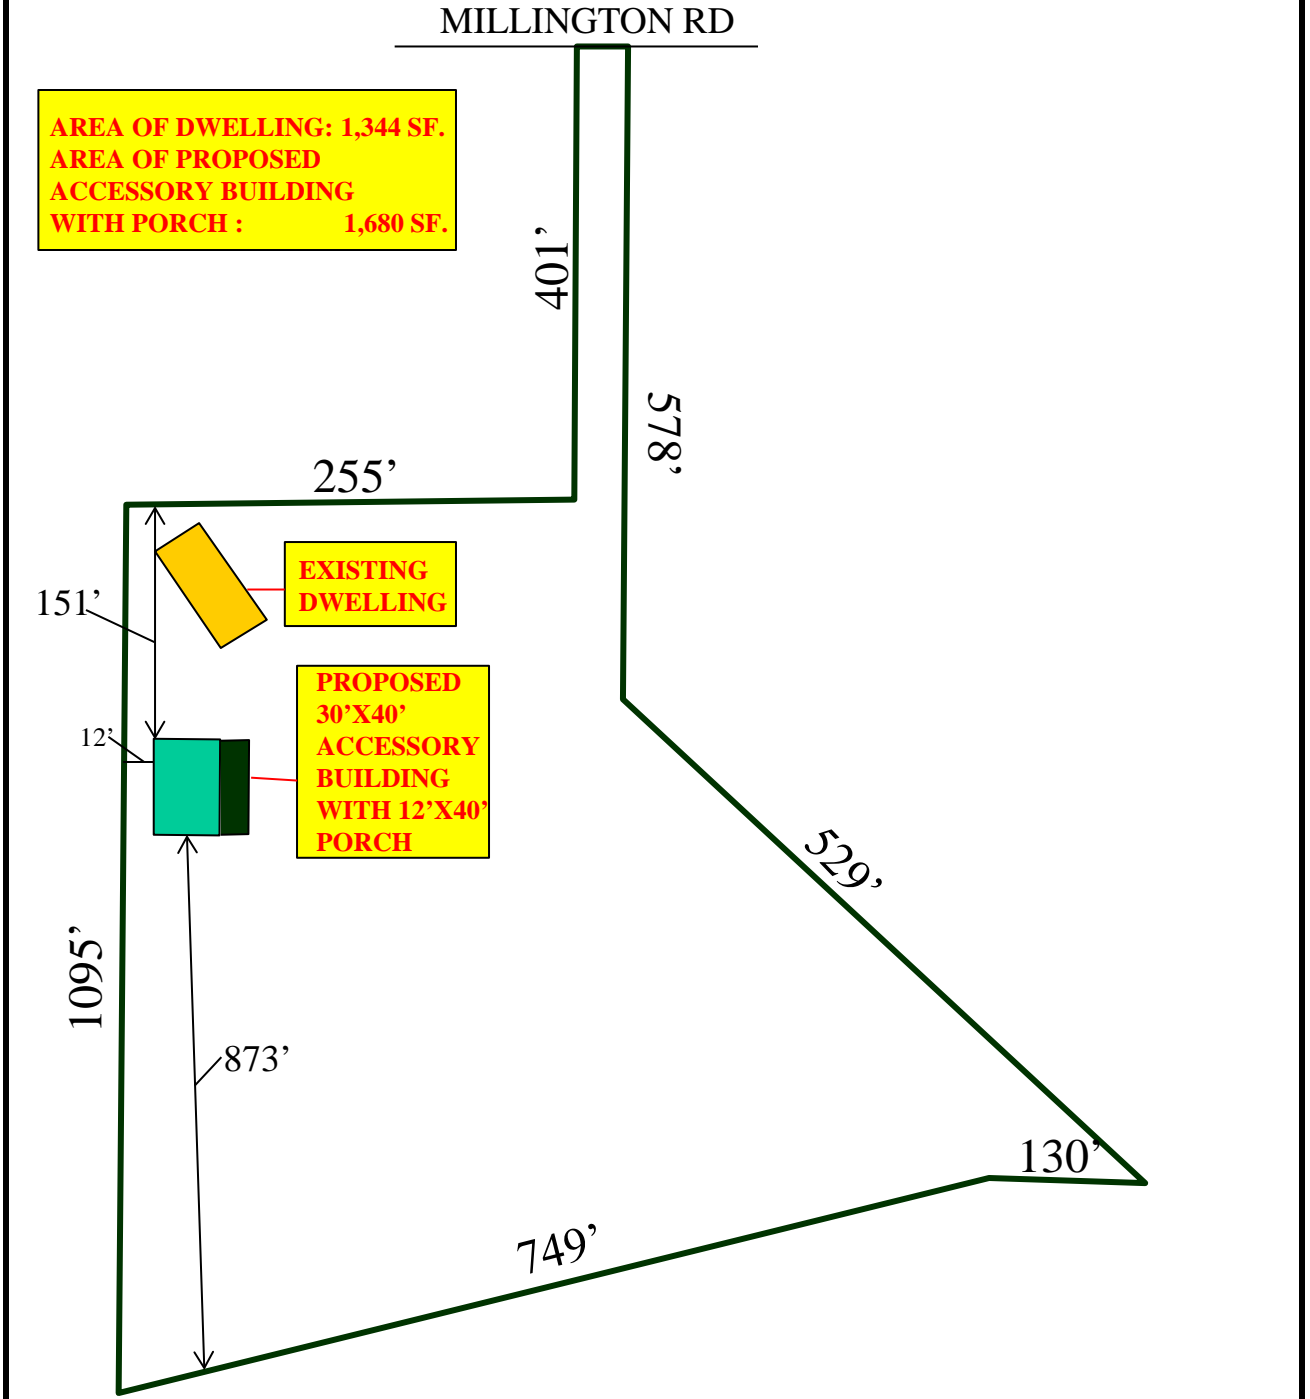 MILLINGTON RD
AREA OF DWELLING: 1,344 SF.
AREA OF PROPOSED
ACCESSORY BUILDING
WITH PORCH : 1,680 SF.
401’
578’
255’
EXISTING
DWELLING
151’
PROPOSED
30’X40’
ACCESSORY
BUILDING
WITH 12’X40’
PORCH
12’
529’
1095’
873’
130’
749’